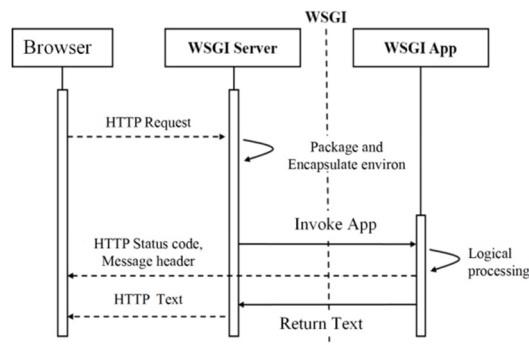 WSGI
Browser
WSGI Server
WSGI App
HTTP Request
Package and
Encapsulate environ
Invoke App
HTTP Status code,
Message header
Logical
processing
HTTP Text
Return Text